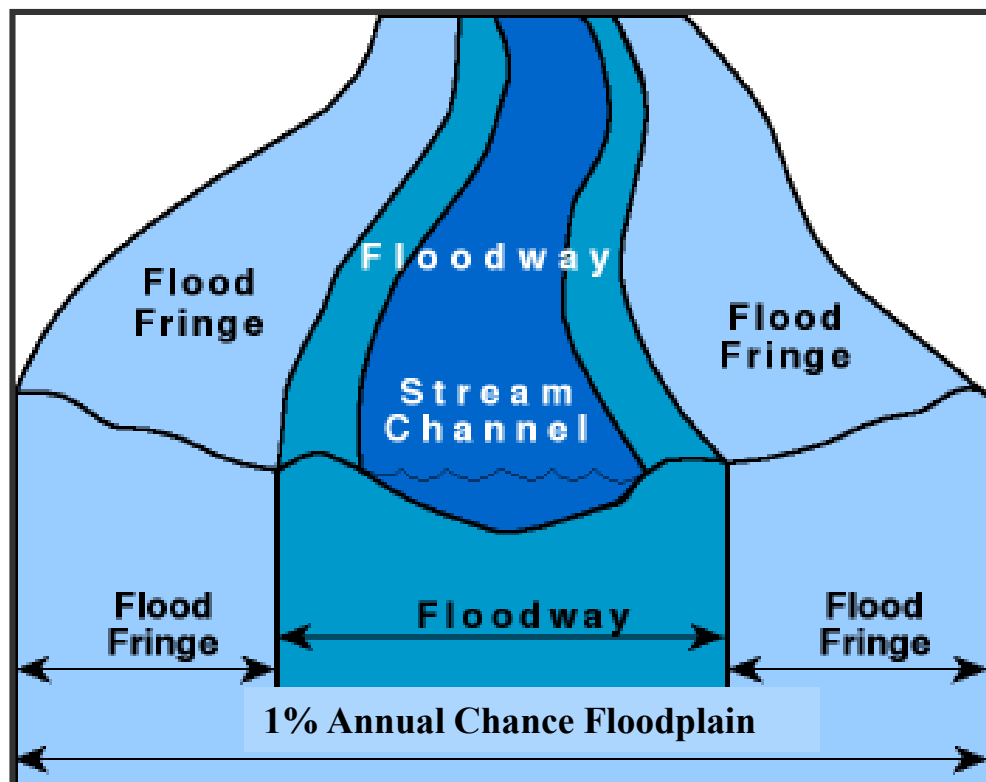 Floodway
Flood
Fringe
Flood
Fringe
Stream
Channel
Flood
Fringe
Floodway
Flood
Fringe
1% Annual Chance Floodplain